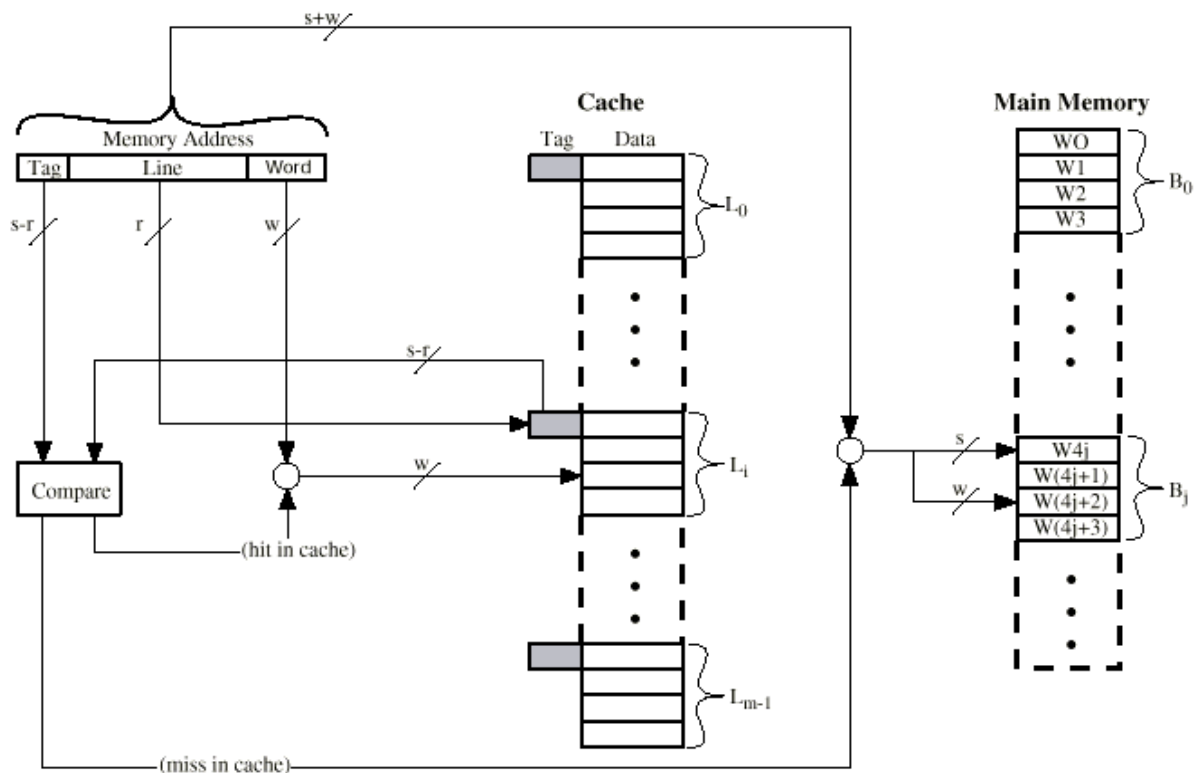 s+w
Cache
Main Memory
Memory Address
Tag Data
Tag Line Word
WO
W1
W2
W3
B0
L0
s-r
r
w
s-r
Li
w
Compare
(hit in cache)
s
w
W4j
W(4j+1)
W(4j+2)
W(4j+3)
Bj
Lm-1
(miss in cache)